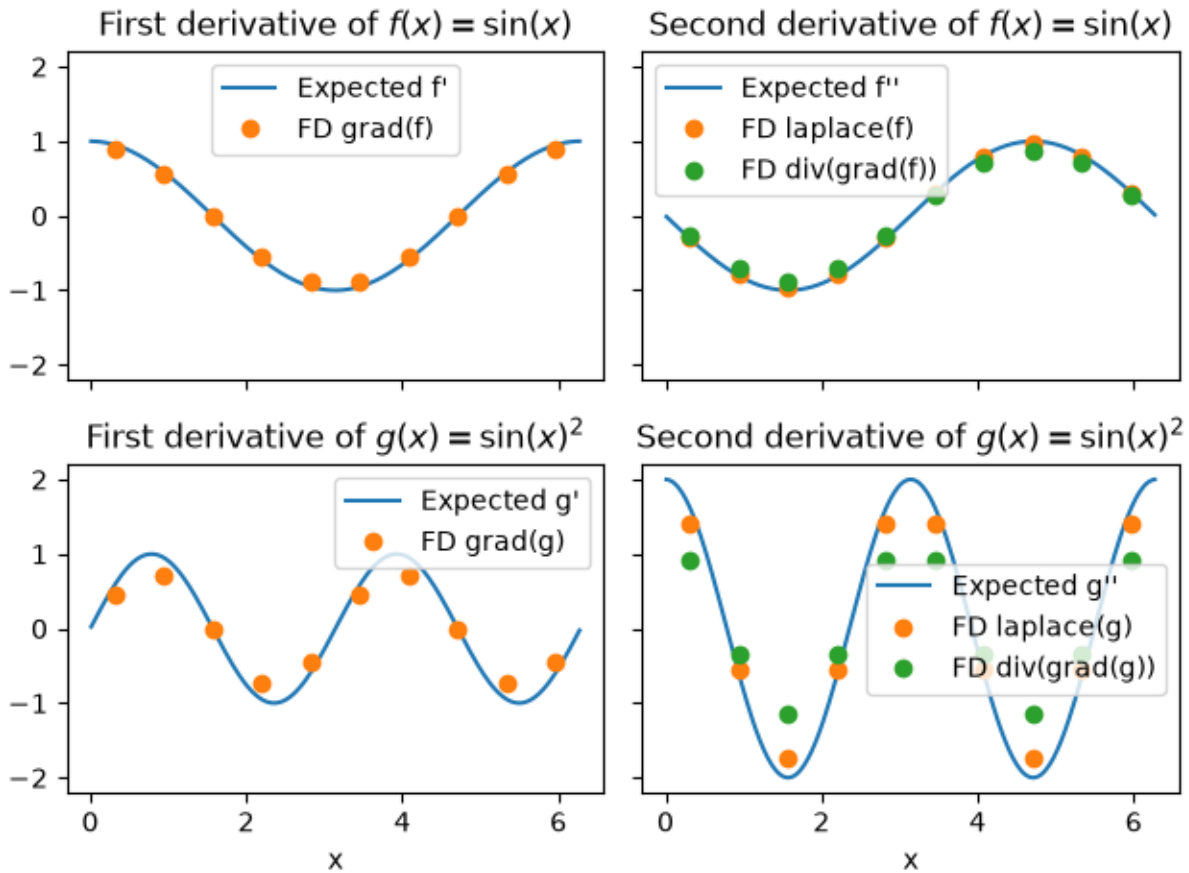 First derivative of f(x) = sin(x)
Second derivative of f(x) = sin(x)
2
1
0
−1
−2
Expected f'
FD grad(f)
Expected f''
FD laplace(f)
FD div(grad(f))
First derivative of g(x) = sin(x)²
Second derivative of g(x) = sin(x)²
2
1
0
−1
−2
Expected g'
FD grad(g)
Expected g''
FD laplace(g)
FD div(grad(g))
0 2 4 6
0 2 4 6
x
x